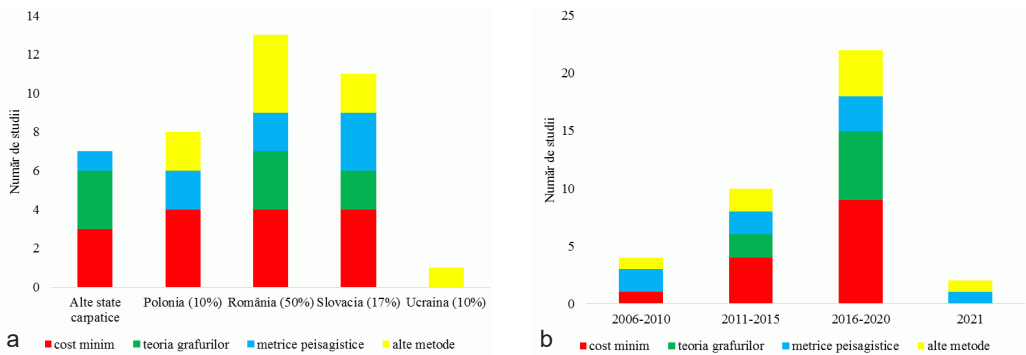 14
12
10
8
6
4
2
0
Număr de studii
Alte state
carpatice
Polonia (10%)
România (50%)
Slovacia (17%)
Ucraina (10%)
a
cost minim
teoria grafurilor
metrice peisagistice
alte metode
25
20
15
10
5
0
Număr de studii
2006-2010
2011-2015
2016-2020
2021
b
cost minim
teoria grafurilor
metrice peisagistice
alte metode